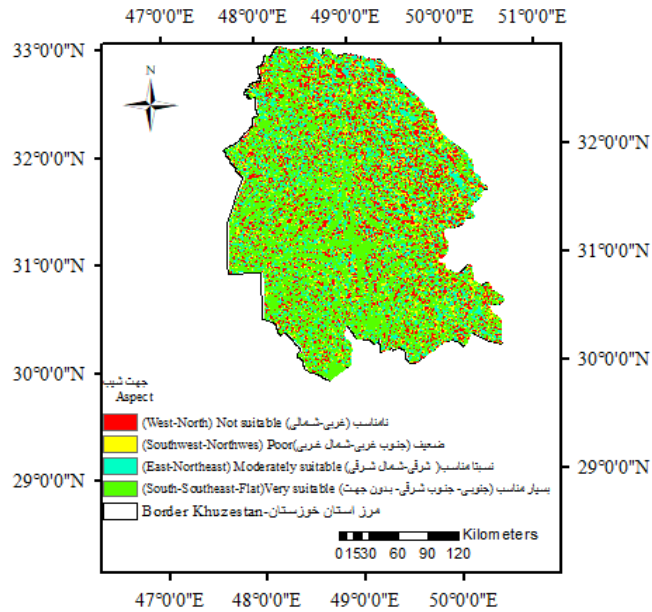 47°0'0"E 48°0'0"E 49°0'0"E 50°0'0"E 51°0'0"E
33°0'0"N
N
32°0'0"N
32°0'0"N
31°0'0"N
31°0'0"N
30°0'0"N
30°0'0"N
29°0'0"N
29°0'0"N
جهت شیب
Aspect
(West-North) Not suitable نامناسب (غربی-شمالی)
(Southwest-Northwes) Poor ضعیف (جنوب غربی-شمال غربی)
(East-Northeast) Moderately suitable نسبتا مناسب( شرقی-شمال شرقی)
(South-Southeast-Flat)Very suitable بسیار مناسب (جنوبی- جنوب شرقی- بدون جهت)
Border Khuzestan-مرز استان خوزستان
Kilometers
0 15 30 60 90 120
47°0'0"E 48°0'0"E 49°0'0"E 50°0'0"E